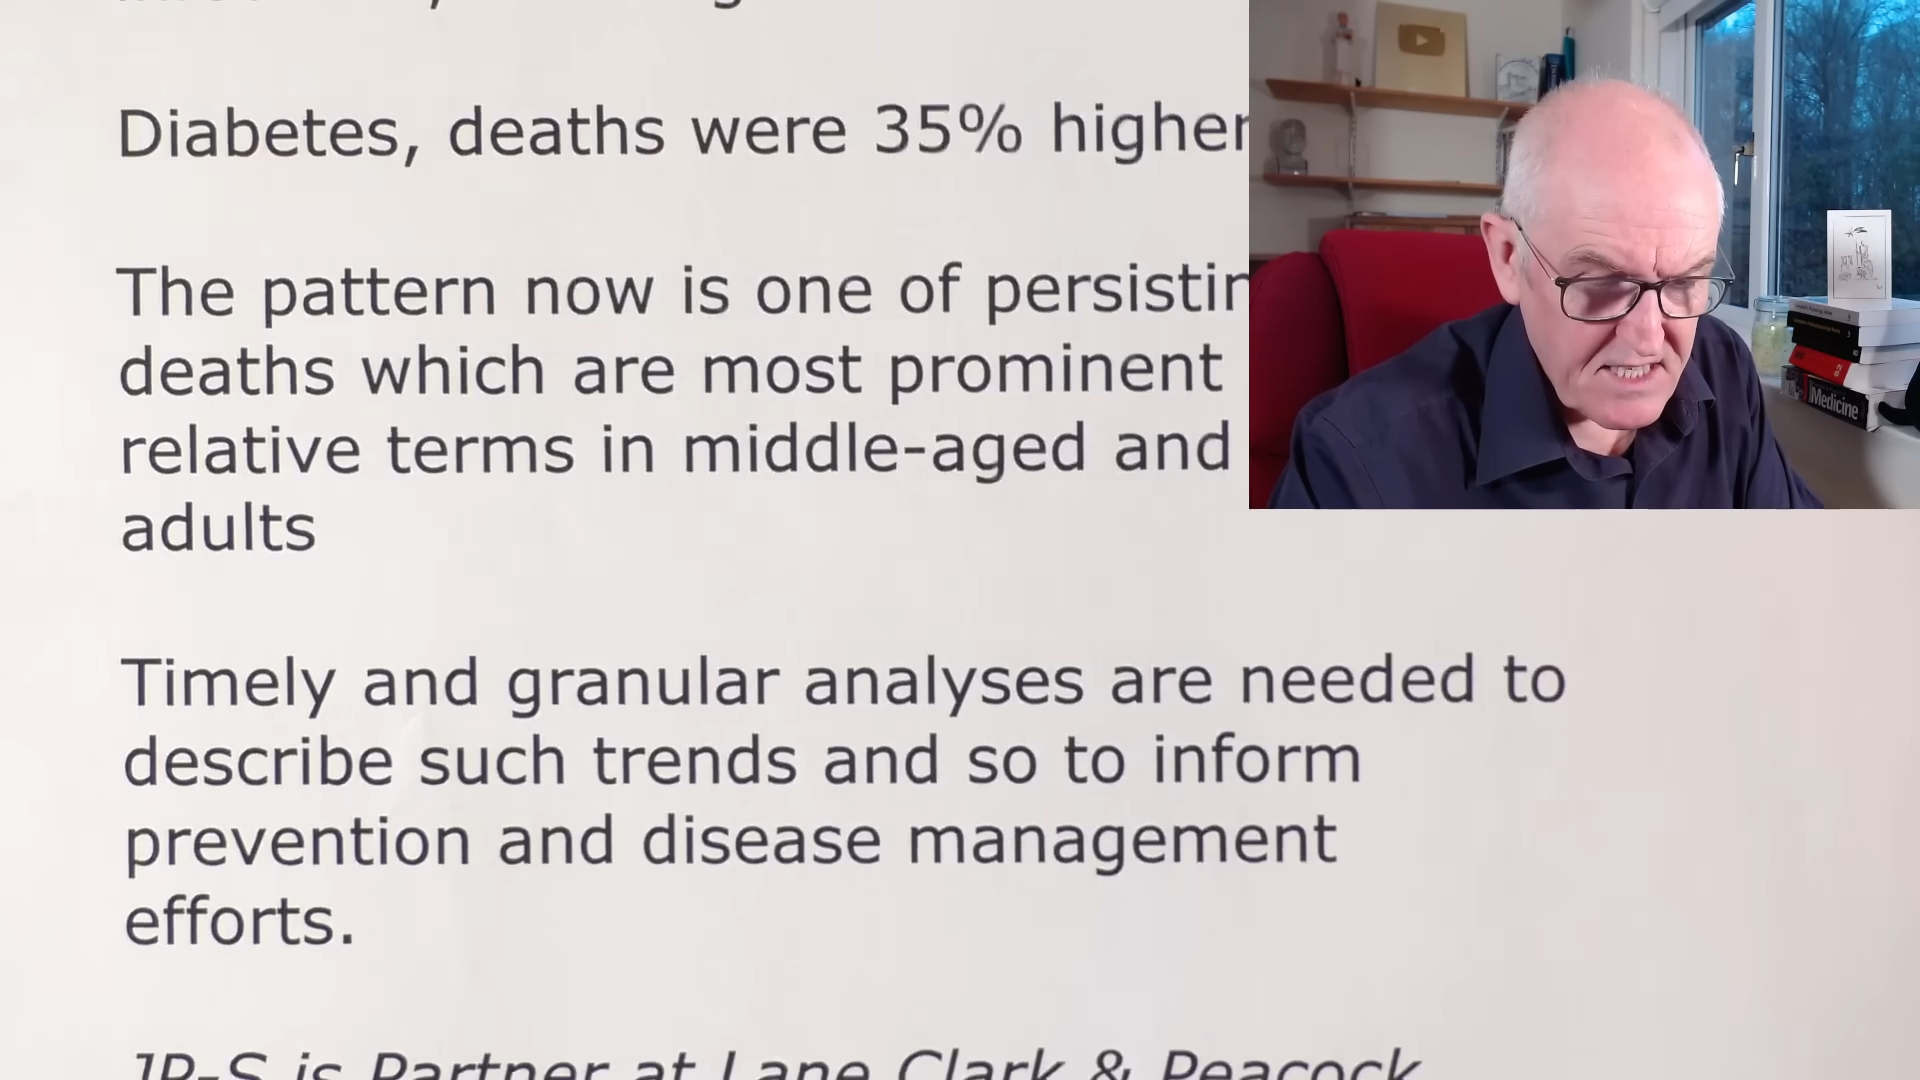 Diabetes, deaths were 35% higher
The pattern now is one of
deaths which are most prominent
relative terms in middle-aged and
adults
Timely and granular analyses are needed to
describe such trends and so to inform
prevention and disease management
efforts.
JP-S is Partner at Lane Clark & Peacock
Medicine